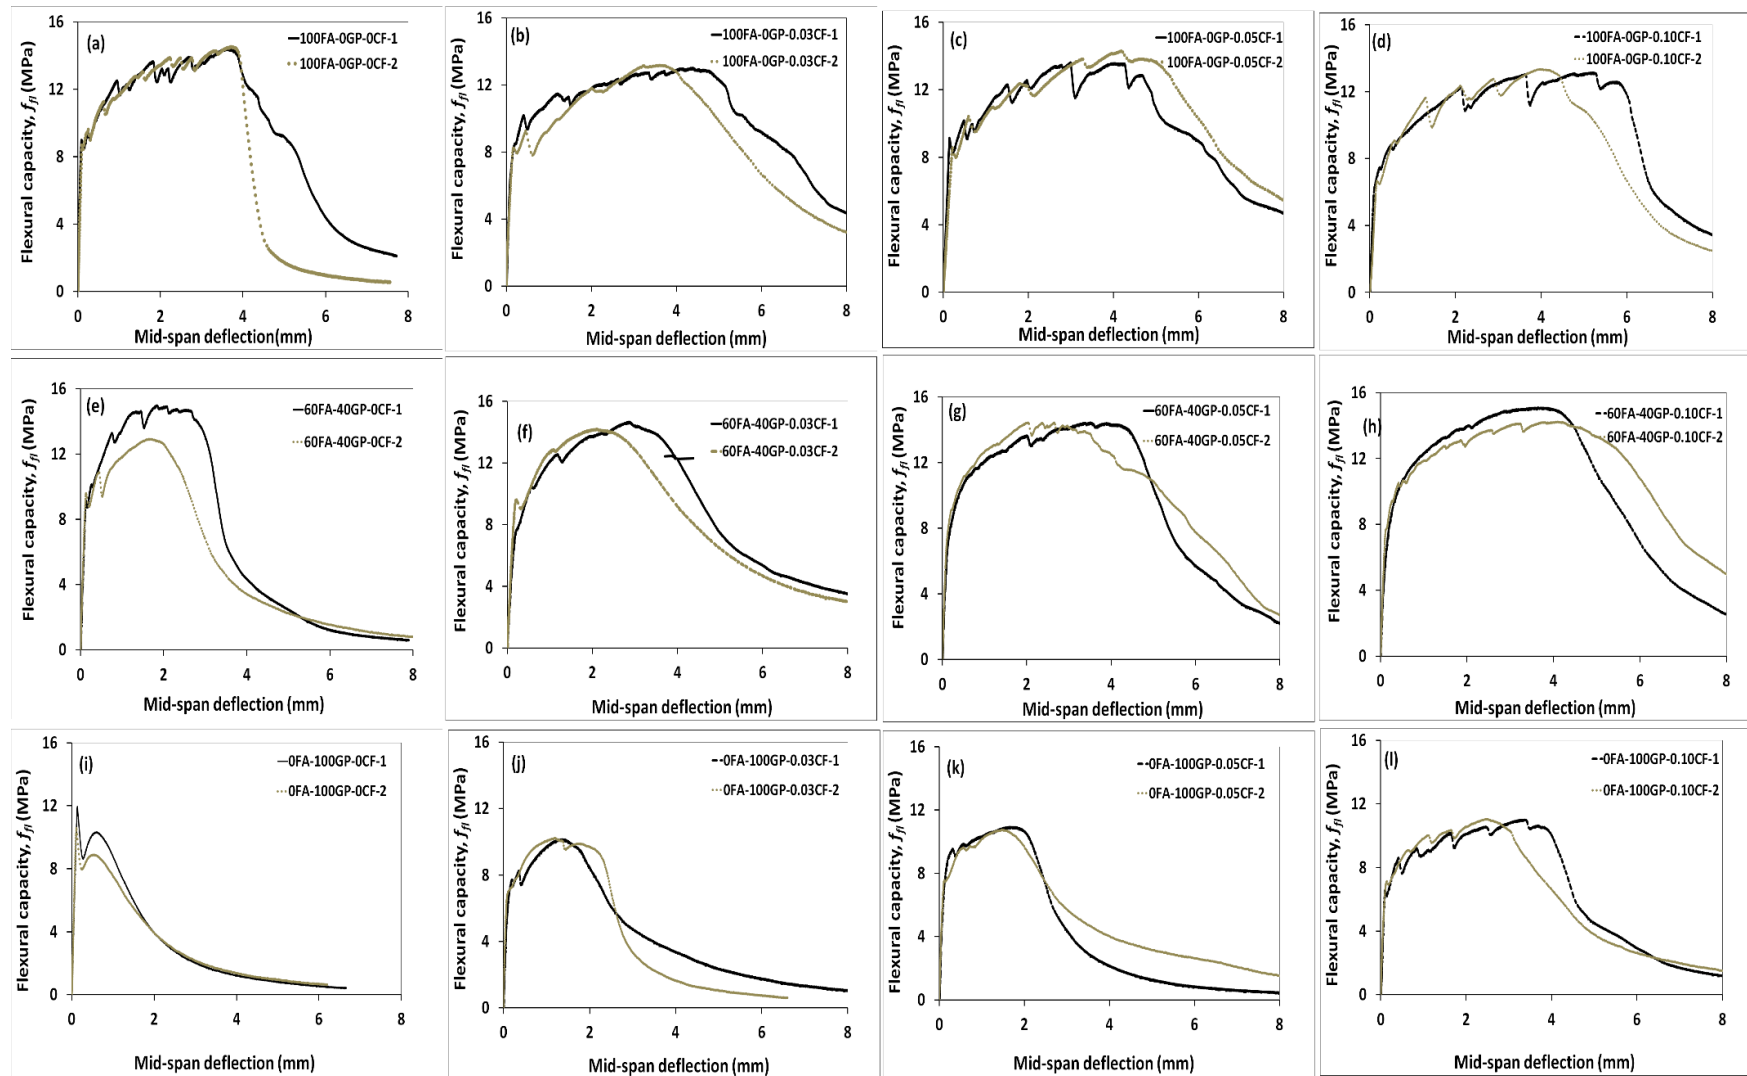 (a)
100FA-0GP-0CF-1
100FA-0GP-0CF-2
Flexural capacity, ffl (MPa)
16
12
8
4
0
0 2 4 6 8
Mid-span deflection(mm)
(b)
100FA-0GP-0.03CF-1
100FA-0GP-0.03CF-2
Flexural capacity, ffl (MPa)
16
12
8
4
0
0 2 4 6 8
Mid-span deflection (mm)
(c)
100FA-0GP-0.05CF-1
100FA-0GP-0.05CF-2
Flexural capacity, ffl (MPa)
16
12
8
4
0
0 2 4 6 8
Mid-span deflection (mm)
(d)
100FA-0GP-0.10CF-1
100FA-0GP-0.10CF-2
Flexural capacity, ffl (MPa)
16
12
8
4
0
0 2 4 6 8
Mid-span deflection (mm)
(e)
60FA-40GP-0CF-1
60FA-40GP-0CF-2
Flexural capacity, ffl (MPa)
16
12
8
4
0
0 2 4 6 8
Mid-span deflection (mm)
(f)
60FA-40GP-0.03CF-1
60FA-40GP-0.03CF-2
Flexural capacity, ffl (MPa)
16
12
8
4
0
0 2 4 6 8
Mid-span deflection (mm)
(g)
60FA-40GP-0.05CF-1
60FA-40GP-0.05CF-2
Flexural capacity, ffl (MPa)
16
12
8
4
0
0 2 4 6 8
Mid-span deflection (mm)
(h)
60FA-40GP-0.10CF-1
60FA-40GP-0.10CF-2
Flexural capacity, ffl (MPa)
16
12
8
4
0
0 2 4 6 8
Mid-span deflection (mm)
(i)
0FA-100GP-0CF-1
0FA-100GP-0CF-2
Flexural capacity, ffl (MPa)
16
12
8
4
0
0 2 4 6 8
Mid-span deflection (mm)
(j)
0FA-100GP-0.03CF-1
0FA-100GP-0.03CF-2
Flexural capacity, ffl (MPa)
16
12
8
4
0
0 2 4 6 8
Mid-span deflection (mm)
(k)
0FA-100GP-0.05CF-1
0FA-100GP-0.05CF-2
Flexural capacity, ffl (MPa)
16
12
8
4
0
0 2 4 6 8
Mid-span deflection (mm)
(l)
0FA-100GP-0.10CF-1
0FA-100GP-0.10CF-2
Flexural capacity, ffl (MPa)
16
12
8
4
0
0 2 4 6 8
Mid-span deflection (mm)